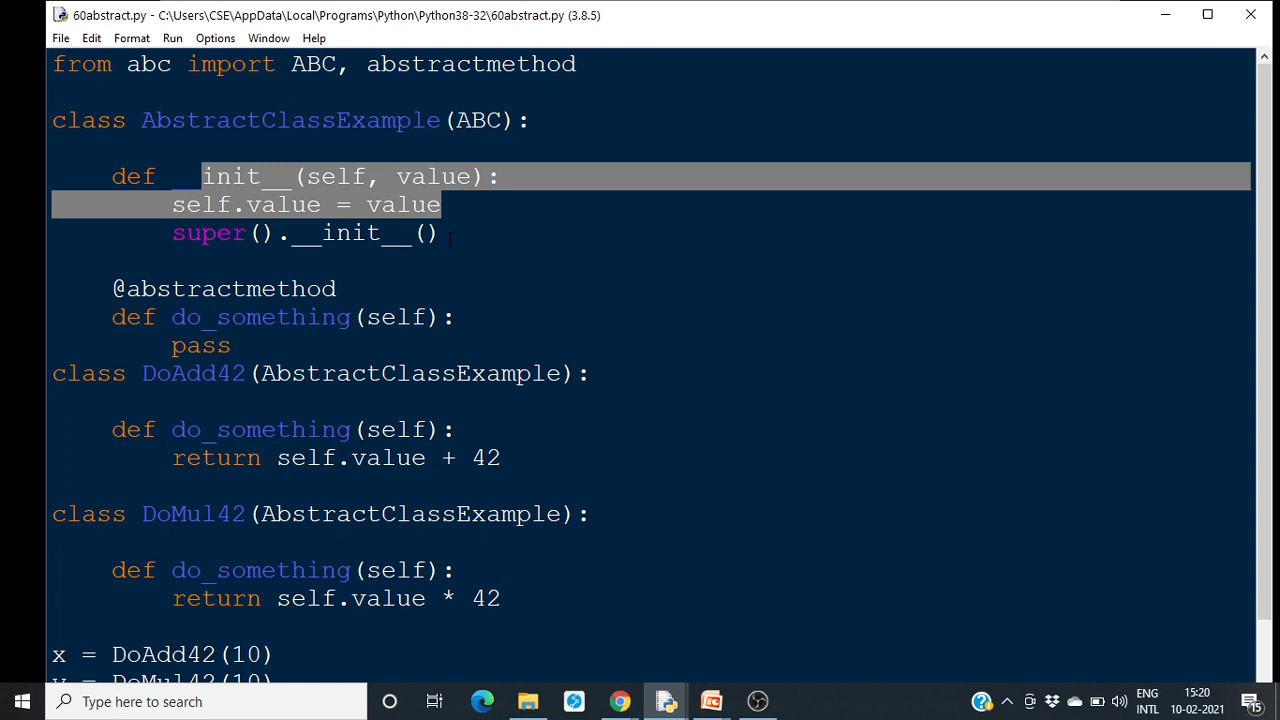 60abstract.py - C:\Users\CSE\AppData\Local\Programs\Python\Python38-32\60abstract.py (3.8.5)
File Edit Format Run Options Window Help
from abc import ABC, abstractmethod
class AbstractClassExample(ABC):
def __init__(self, value):
self.value = value
super().__init__()
@abstractmethod
def do_something(self):
pass
class DoAdd42(AbstractClassExample):
def do_something(self):
return self.value + 42
class DoMul42(AbstractClassExample):
def do_something(self):
return self.value * 42
x = DoAdd42(10)
y = DoMul42(10)
Type here to search
ENG
INTL
15:20
10-02-2021
15